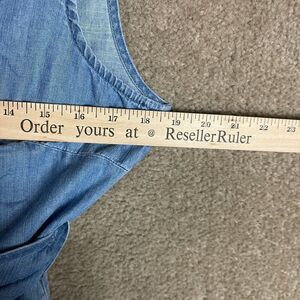 14 15 16 17 18 19 20 21 22 23
Order yours at @ ResellerRuler